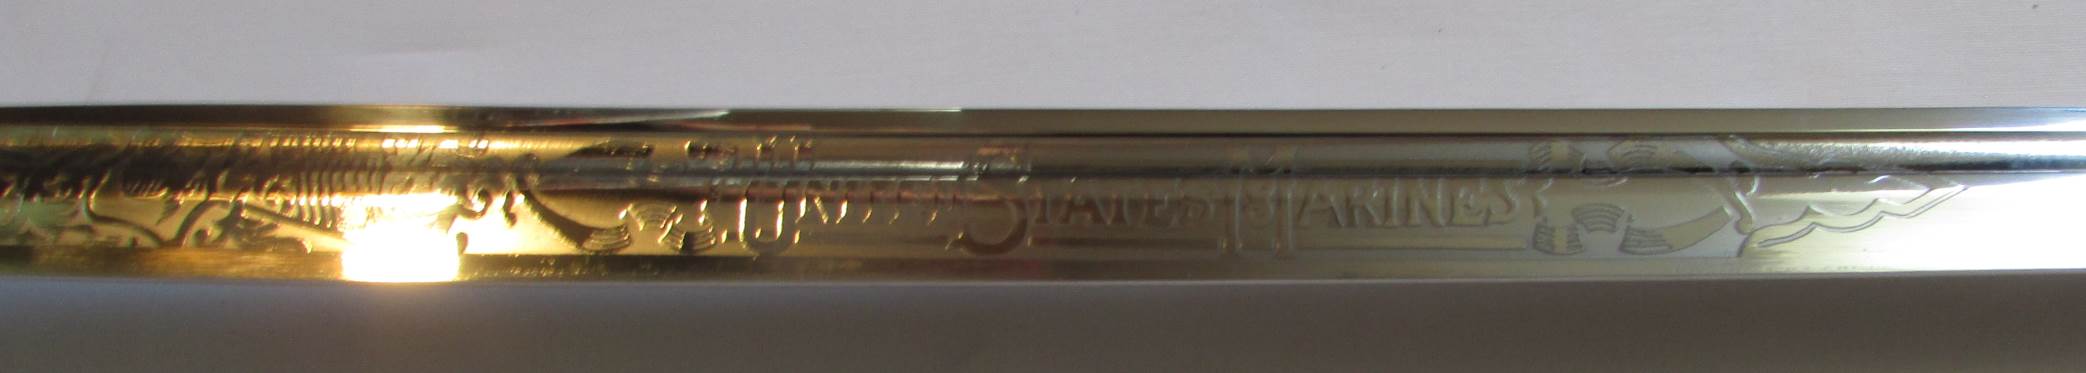 United States Marines